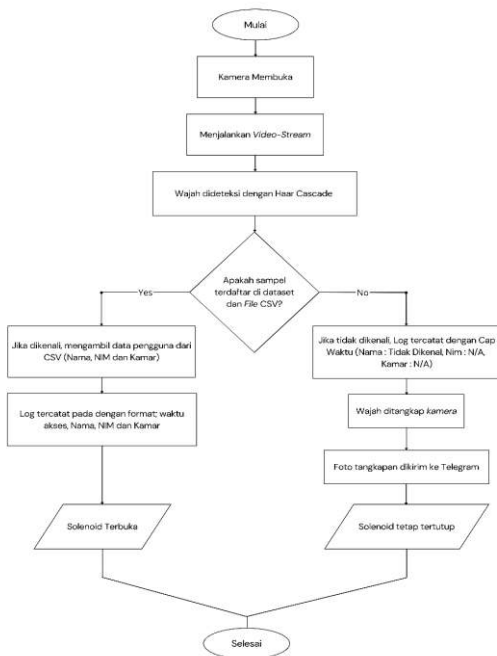 Mulai
Kamera Membuka
Menjalankan Video-Stream
Wajah dideteksi dengan Haar Cascade
Apakah sampel
terdaftar di dataset
dan File CSV?
Yes
No
Jika dikenali, mengambil data pengguna dari
CSV (Nama, NIM dan Kamar)
Log tercatat pada dengan format; waktu
akses, Nama, NIM dan Kamar
Solenoid Terbuka
Jika tidak dikenali, Log tercatat dengan Cap
Waktu (Nama : Tidak Dikenal, Nim : N/A,
Kamar : N/A)
Wajah ditangkap kamera
Foto tangkapan dikirim ke Telegram
Solenoid tetap tertutup
Selesai